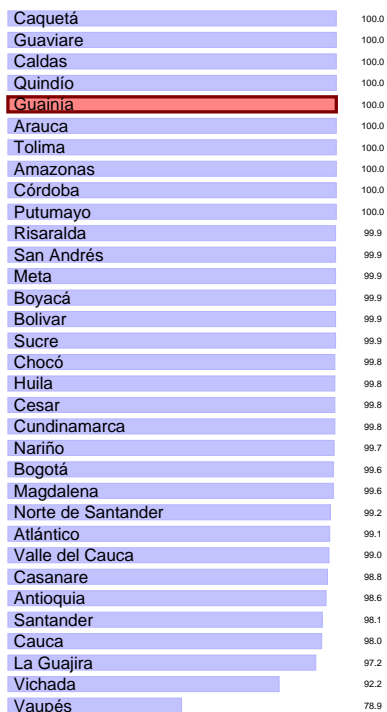 Caquetá 100.0
Guaviare 100.0
Caldas 100.0
Quindío 100.0
Guainía 100.0
Arauca 100.0
Tolima 100.0
Amazonas 100.0
Córdoba 100.0
Putumayo 100.0
Risaralda 99.9
San Andrés 99.9
Meta 99.9
Boyacá 99.9
Bolivar 99.9
Sucre 99.9
Chocó 99.8
Huila 99.8
Cesar 99.8
Cundinamarca 99.8
Nariño 99.7
Bogotá 99.6
Magdalena 99.6
Norte de Santander 99.2
Atlántico 99.1
Valle del Cauca 99.0
Casanare 98.8
Antioquia 98.6
Santander 98.1
Cauca 98.0
La Guajira 97.2
Vichada 92.2
Vaupés 78.9